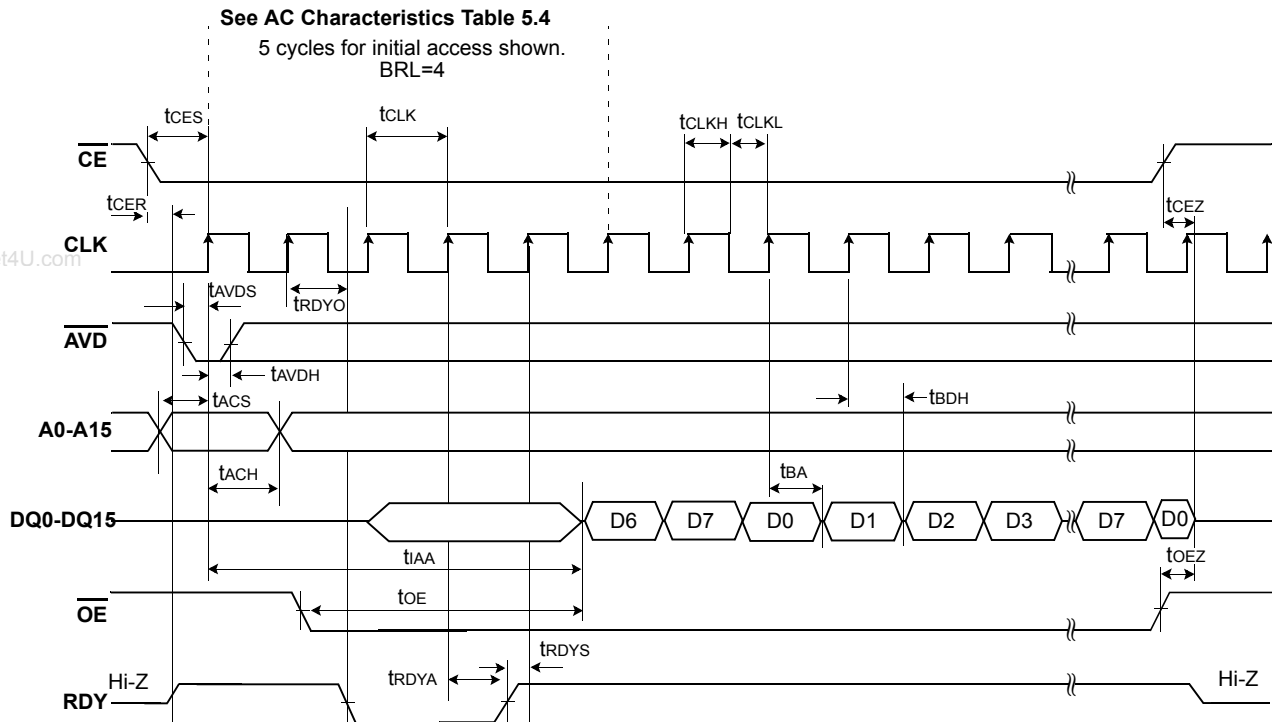 See AC Characteristics Table 5.4
5 cycles for initial access shown.
BRL=4
tCES
tCLK
tCLKH
tCLKL
CE
tCER
tCEZ
CLK
t4U.com
tAVDS
tRDYO
AVD
tAVDH
tACS
tBDH
A0-A15
tACH
tBA
DQ0-DQ15
D6
D7
D0
D1
D2
D3
D7
D0
tIAA
tOEZ
OE
tOE
tRDYS
tRDYA
Hi-Z
Hi-Z
RDY